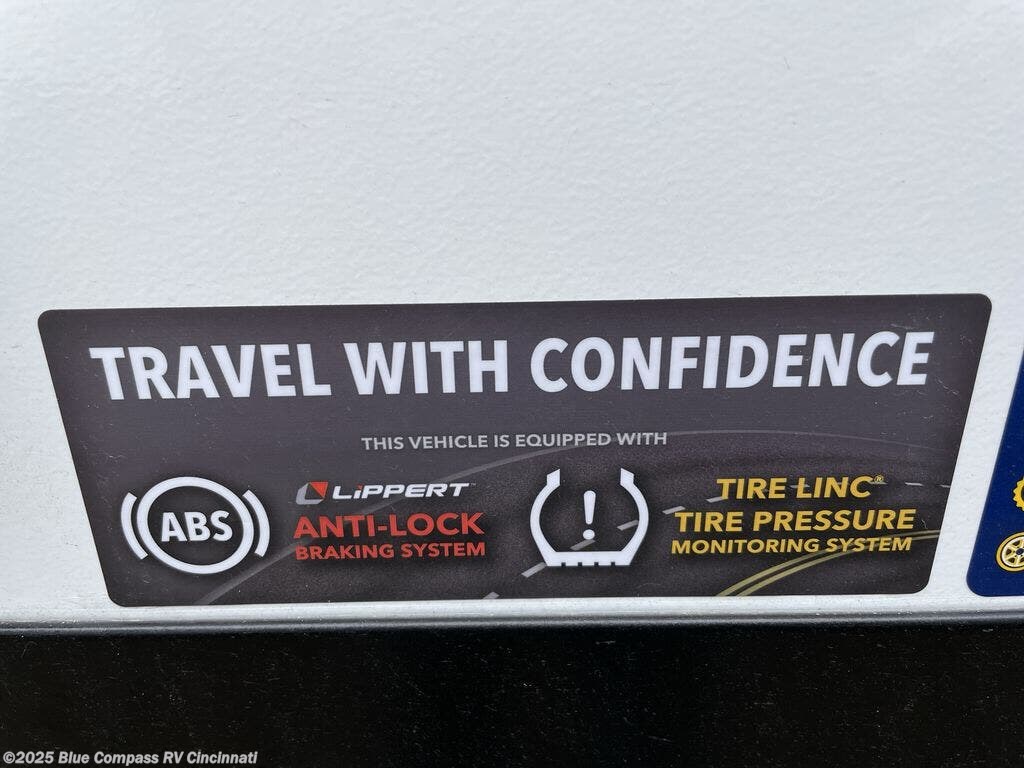 TRAVEL WITH CONFIDENCE
THIS VEHICLE IS EQUIPPED WITH
ABS
LiPPERT™
ANTI-LOCK
BRAKING SYSTEM
!
TIRE LINC®
TIRE PRESSURE
MONITORING SYSTEM
©2025 Blue Compass RV Cincinnati